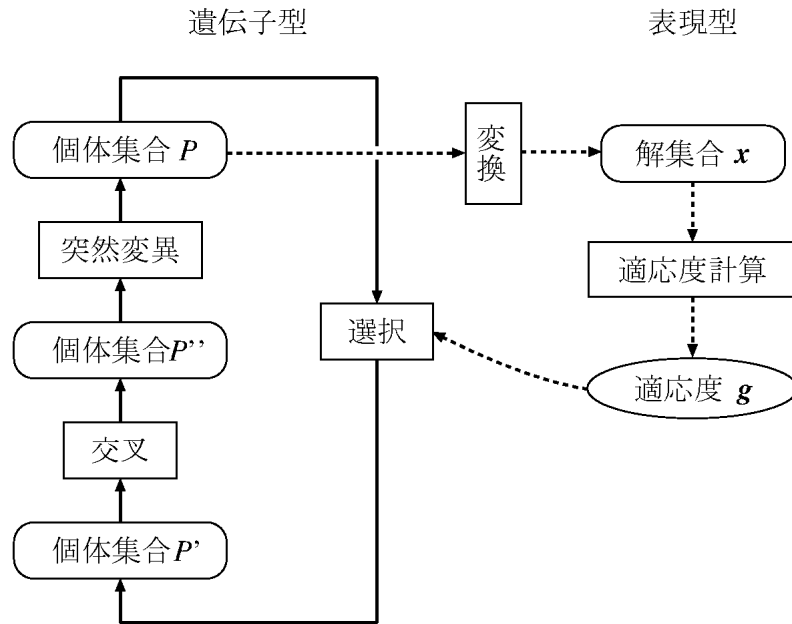 遺伝子型
表現型
個体集合 P
変換
解集合 x
突然変異
適応度計算
選択
個体集合P’’
適応度 g
交叉
個体集合P’